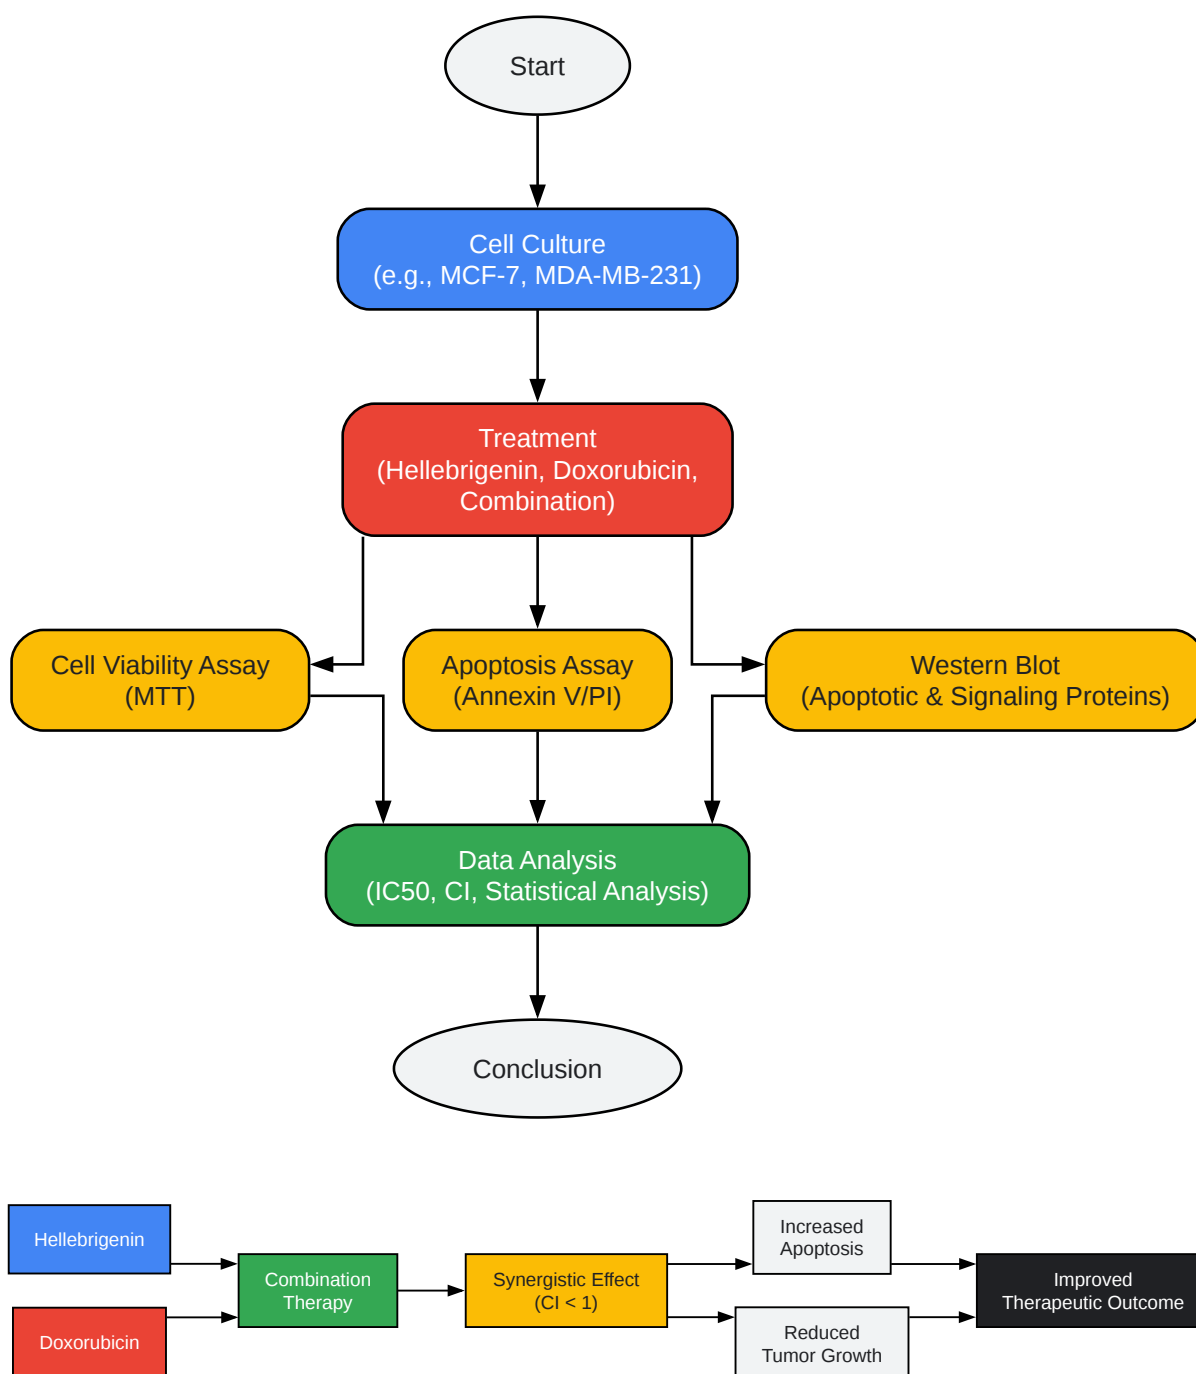 Start
Cell Culture
(e.g., MCF-7, MDA-MB-231)
Treatment
(Hellebrigenin, Doxorubicin,
Combination)
Cell Viability Assay
(MTT)
Apoptosis Assay
(Annexin V/PI)
Western Blot
(Apoptotic & Signaling Proteins)
Data Analysis
(IC50, CI, Statistical Analysis)
Conclusion
Hellebrigenin
Doxorubicin
Combination
Therapy
Synergistic Effect
(CI < 1)
Increased
Apoptosis
Reduced
Tumor Growth
Improved
Therapeutic Outcome